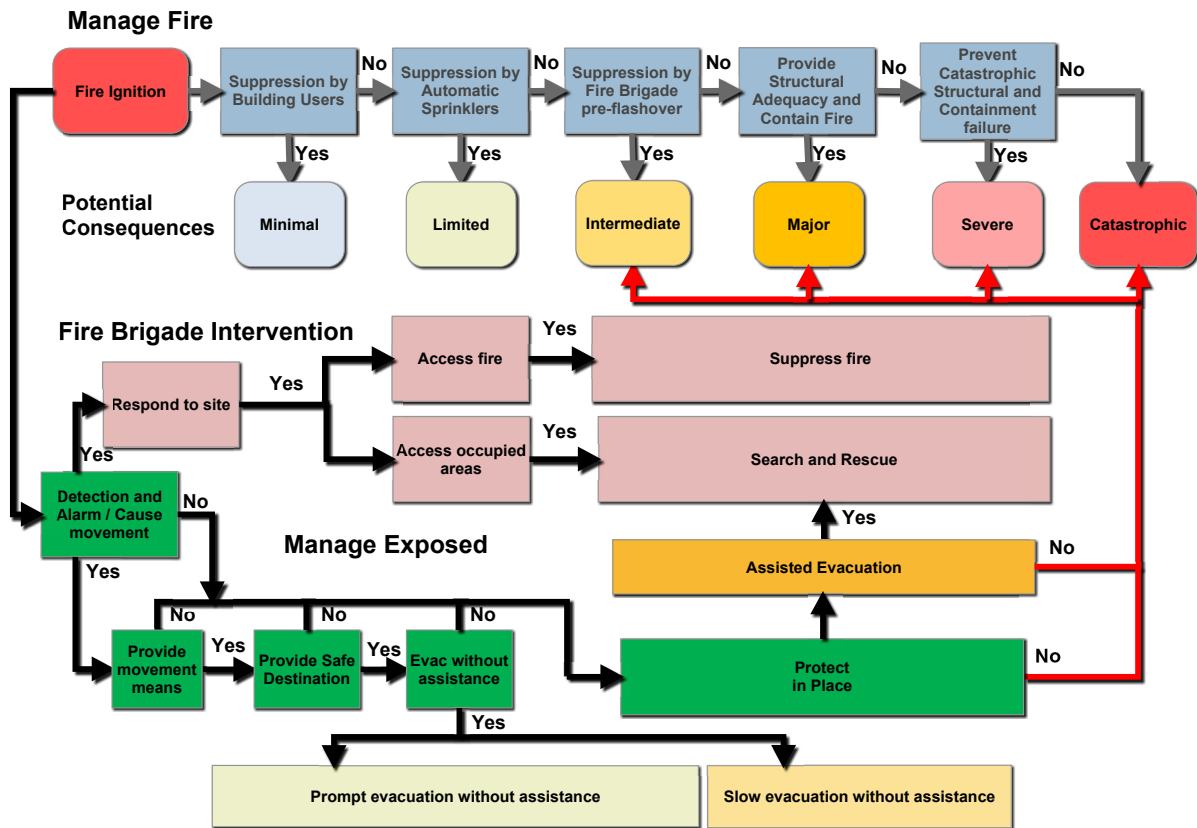 Manage Fire
Fire Ignition
Suppression by
Building Users
No
Suppression by
Automatic
Sprinklers
No
Suppression by
Fire Brigade
pre-flashover
No
Provide
Structural
Adequacy and
Contain Fire
No
Prevent
Catastrophic
Structural and
Containment
failure
No
Yes
Yes
Yes
Yes
Yes
Potential
Consequences
Minimal
Limited
Intermediate
Major
Severe
Catastrophic
Fire Brigade Intervention
Respond to site
Yes
Access fire
Yes
Suppress fire
Access occupied
areas
Yes
Search and Rescue
Yes
Detection and
Alarm / Cause
movement
No
Yes
Manage Exposed
Yes
Assisted Evacuation
No
No
No
No
Provide
movement
means
Yes
Provide Safe
Destination
Yes
Evac without
assistance
Protect
in Place
No
Yes
Prompt evacuation without assistance
Slow evacuation without assistance